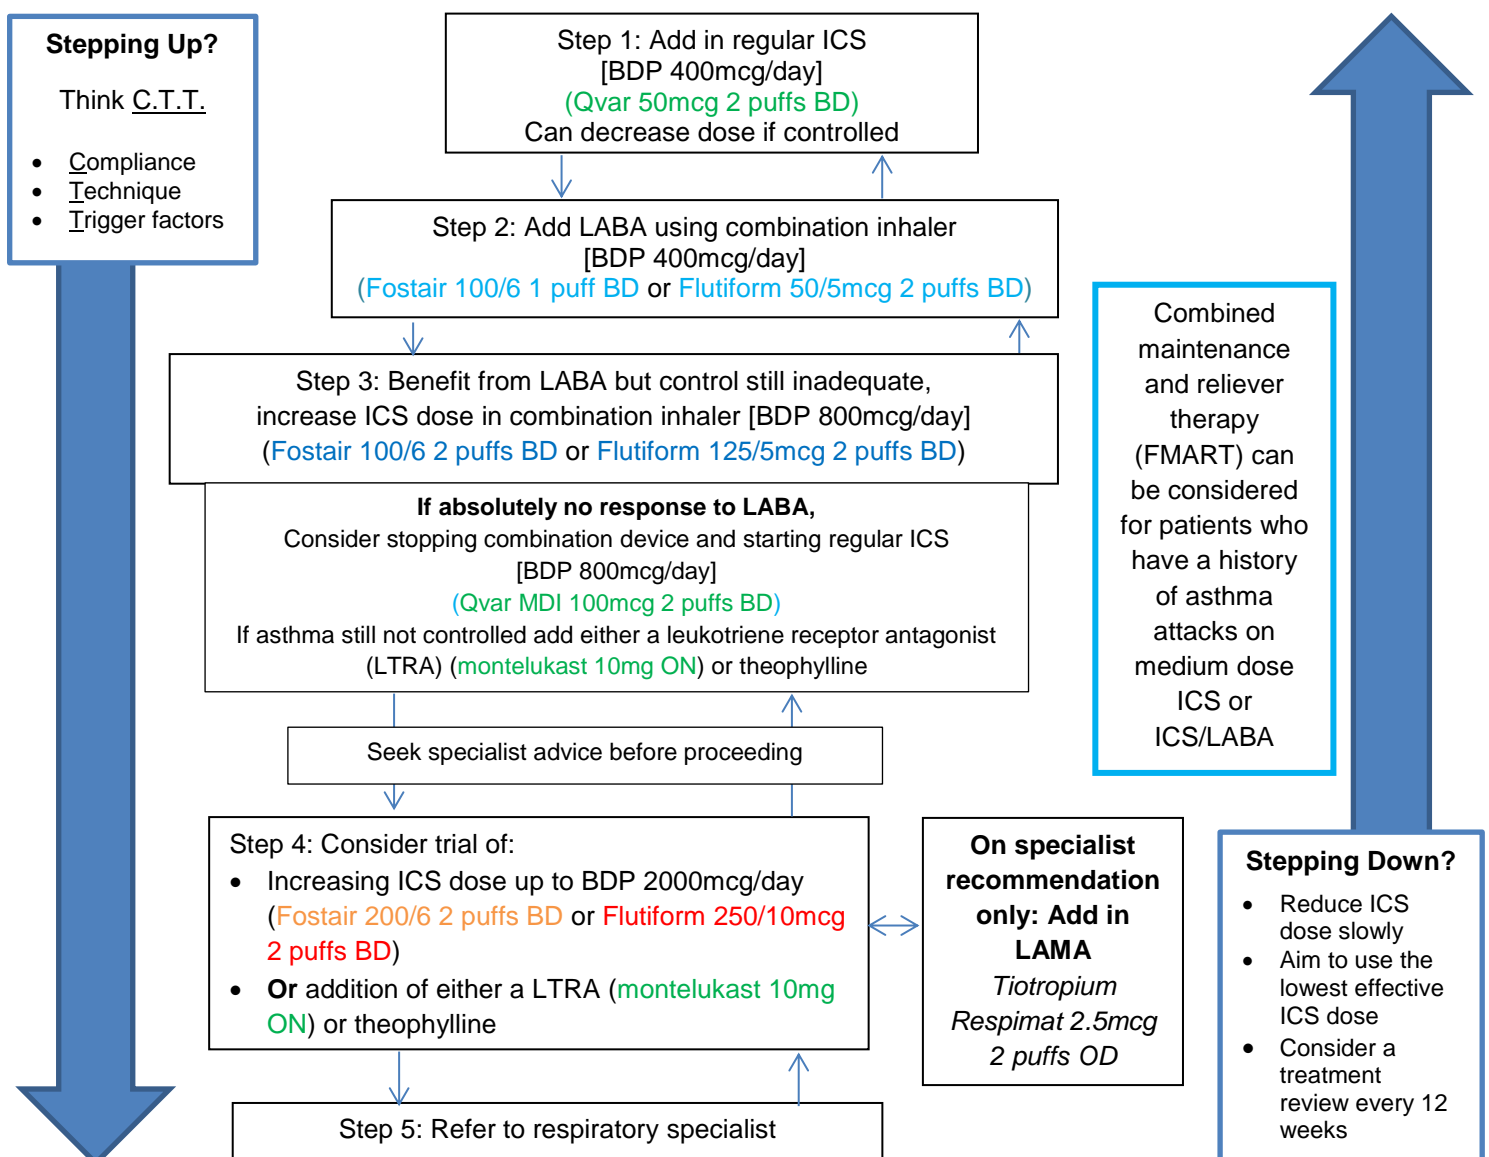 Stepping Up?
Think C.T.T.
• Compliance
• Technique
• Trigger factors
Step 1: Add in regular ICS
[BDP 400mcg/day]
(Qvar 50mcg 2 puffs BD)
Can decrease dose if controlled
Step 2: Add LABA using combination inhaler
[BDP 400mcg/day]
(Fostair 100/6 1 puff BD or Flutiform 50/5mcg 2 puffs BD)
Step 3: Benefit from LABA but control still inadequate,
increase ICS dose in combination inhaler [BDP 800mcg/day]
(Fostair 100/6 2 puffs BD or Flutiform 125/5mcg 2 puffs BD)
If absolutely no response to LABA,
Consider stopping combination device and starting regular ICS
[BDP 800mcg/day]
(Qvar MDI 100mcg 2 puffs BD)
If asthma still not controlled add either a leukotriene receptor antagonist
(LTRA) (montelukast 10mg ON) or theophylline
Seek specialist advice before proceeding
Step 4: Consider trial of:
• Increasing ICS dose up to BDP 2000mcg/day
(Fostair 200/6 2 puffs BD or Flutiform 250/10mcg
2 puffs BD)
• Or addition of either a LTRA (montelukast 10mg
ON) or theophylline
On specialist
recommendation
only: Add in
LAMA
Tiotropium
Respimat 2.5mcg
2 puffs OD
Step 5: Refer to respiratory specialist
Combined
maintenance
and reliever
therapy
(FMART) can
be considered
for patients who
have a history
of asthma
attacks on
medium dose
ICS or
ICS/LABA
Stepping Down?
• Reduce ICS
dose slowly
• Aim to use the
lowest effective
ICS dose
• Consider a
treatment
review every 12
weeks